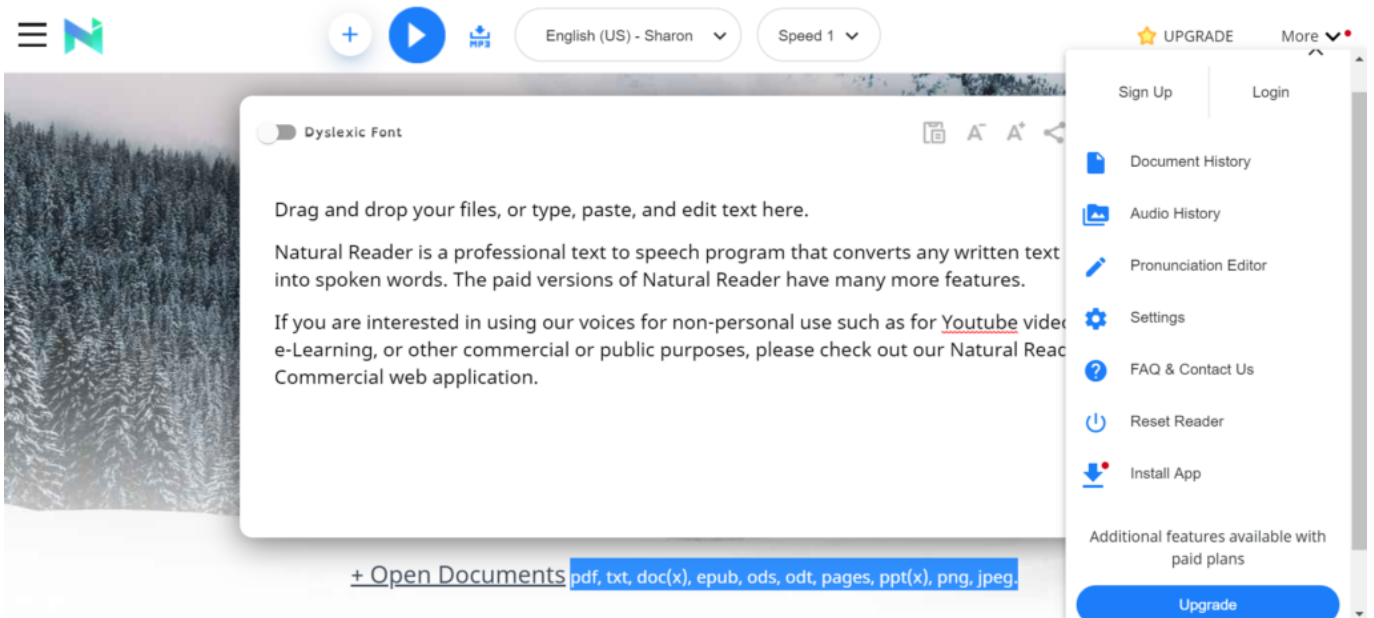 MP3
English (US) - Sharon
Speed 1
UPGRADE
More
Dyslexic Font
A- A+
Drag and drop your files, or type, paste, and edit text here.
Natural Reader is a professional text to speech program that converts any written text
into spoken words. The paid versions of Natural Reader have many more features.
If you are interested in using our voices for non-personal use such as for Youtube
e-Learning, or other commercial or public purposes, please check out our Natural
Commercial web application.
+ Open Documents pdf, txt, doc(x), epub, ods, odt, pages, ppt(x), png, jpeg.
Sign Up
Login
Document History
Audio History
Pronunciation Editor
Settings
FAQ & Contact Us
Reset Reader
Install App
Additional features available with
paid plans
Upgrade